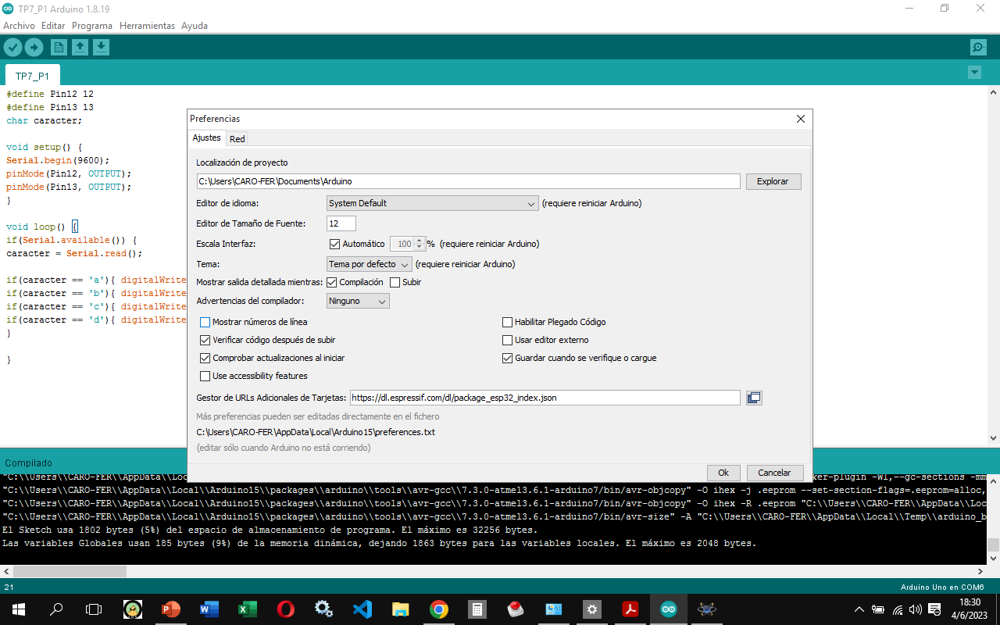 TP7_P1 Arduino 1.8.19
Archivo Editar Programa Herramientas Ayuda
TP7_P1
#define Pin12 12
#define Pin13 13
char caracter;
void setup() {
Serial.begin(9600);
pinMode(Pin12, OUTPUT);
pinMode(Pin13, OUTPUT);
}
void loop() {
if(Serial.available()) {
caracter = Serial.read();
if(caracter == 'a'){ digitalWrite
if(caracter == 'b'){ digitalWrite
if(caracter == 'c'){ digitalWrite
if(caracter == 'd'){ digitalWrite
}
}
Preferencias
Ajustes Red
Localización de proyecto
C:\Users\CARO-FER\Documents\Arduino Explorar
Editor de idioma: System Default (requiere reiniciar Arduino)
Editor de Tamaño de Fuente: 12
Escala Interfaz: Automático 100 % (requiere reiniciar Arduino)
Tema: Tema por defecto (requiere reiniciar Arduino)
Mostrar salida detallada mientras: Compilación Subir
Advertencias del compilador: Ninguno
Mostrar números de línea Habilitar Plegado Código
Verificar código después de subir Usar editor externo
Comprobar actualizaciones al iniciar Guardar cuando se verifique o cargue
Use accessibility features
Gestor de URLs Adicionales de Tarjetas: https://dl.espressif.com/dl/package_esp32_index.json
Más preferencias pueden ser editadas directamente en el fichero
C:\Users\CARO-FER\AppData\Local\Arduino15\preferences.txt
(editar sólo cuando Arduino no está corriendo)
Ok Cancelar
Compilado
"C:\\Users\\CARO-FER\\AppData\\Loca ker-plugin -Wl,--gc-sections -mm
"C:\\Users\\CARO-FER\\AppData\\Local\\Arduino15\\packages\\arduino\\tools\\avr-gcc\\7.3.0-atmel3.6.1-arduino7/bin/avr-objcopy" -O ihex -j .eeprom --set-section-flags=.eeprom=alloc,
"C:\\Users\\CARO-FER\\AppData\\Local\\Arduino15\\packages\\arduino\\tools\\avr-gcc\\7.3.0-atmel3.6.1-arduino7/bin/avr-objcopy" -O ihex -R .eeprom "C:\\Users\\CARO-FER\\AppData\\Loc
"C:\\Users\\CARO-FER\\AppData\\Local\\Arduino15\\packages\\arduino\\tools\\avr-gcc\\7.3.0-atmel3.6.1-arduino7/bin/avr-size" -A "C:\\Users\\CARO-FER\\AppData\\Local\\Temp\\arduino_b
El Sketch usa 1802 bytes (5%) del espacio de almacenamiento de programa. El máximo es 32256 bytes.
Las variables Globales usan 185 bytes (9%) de la memoria dinámica, dejando 1863 bytes para las variables locales. El máximo es 2048 bytes.
21 Arduino Uno en COM6
18:30
4/6/2023